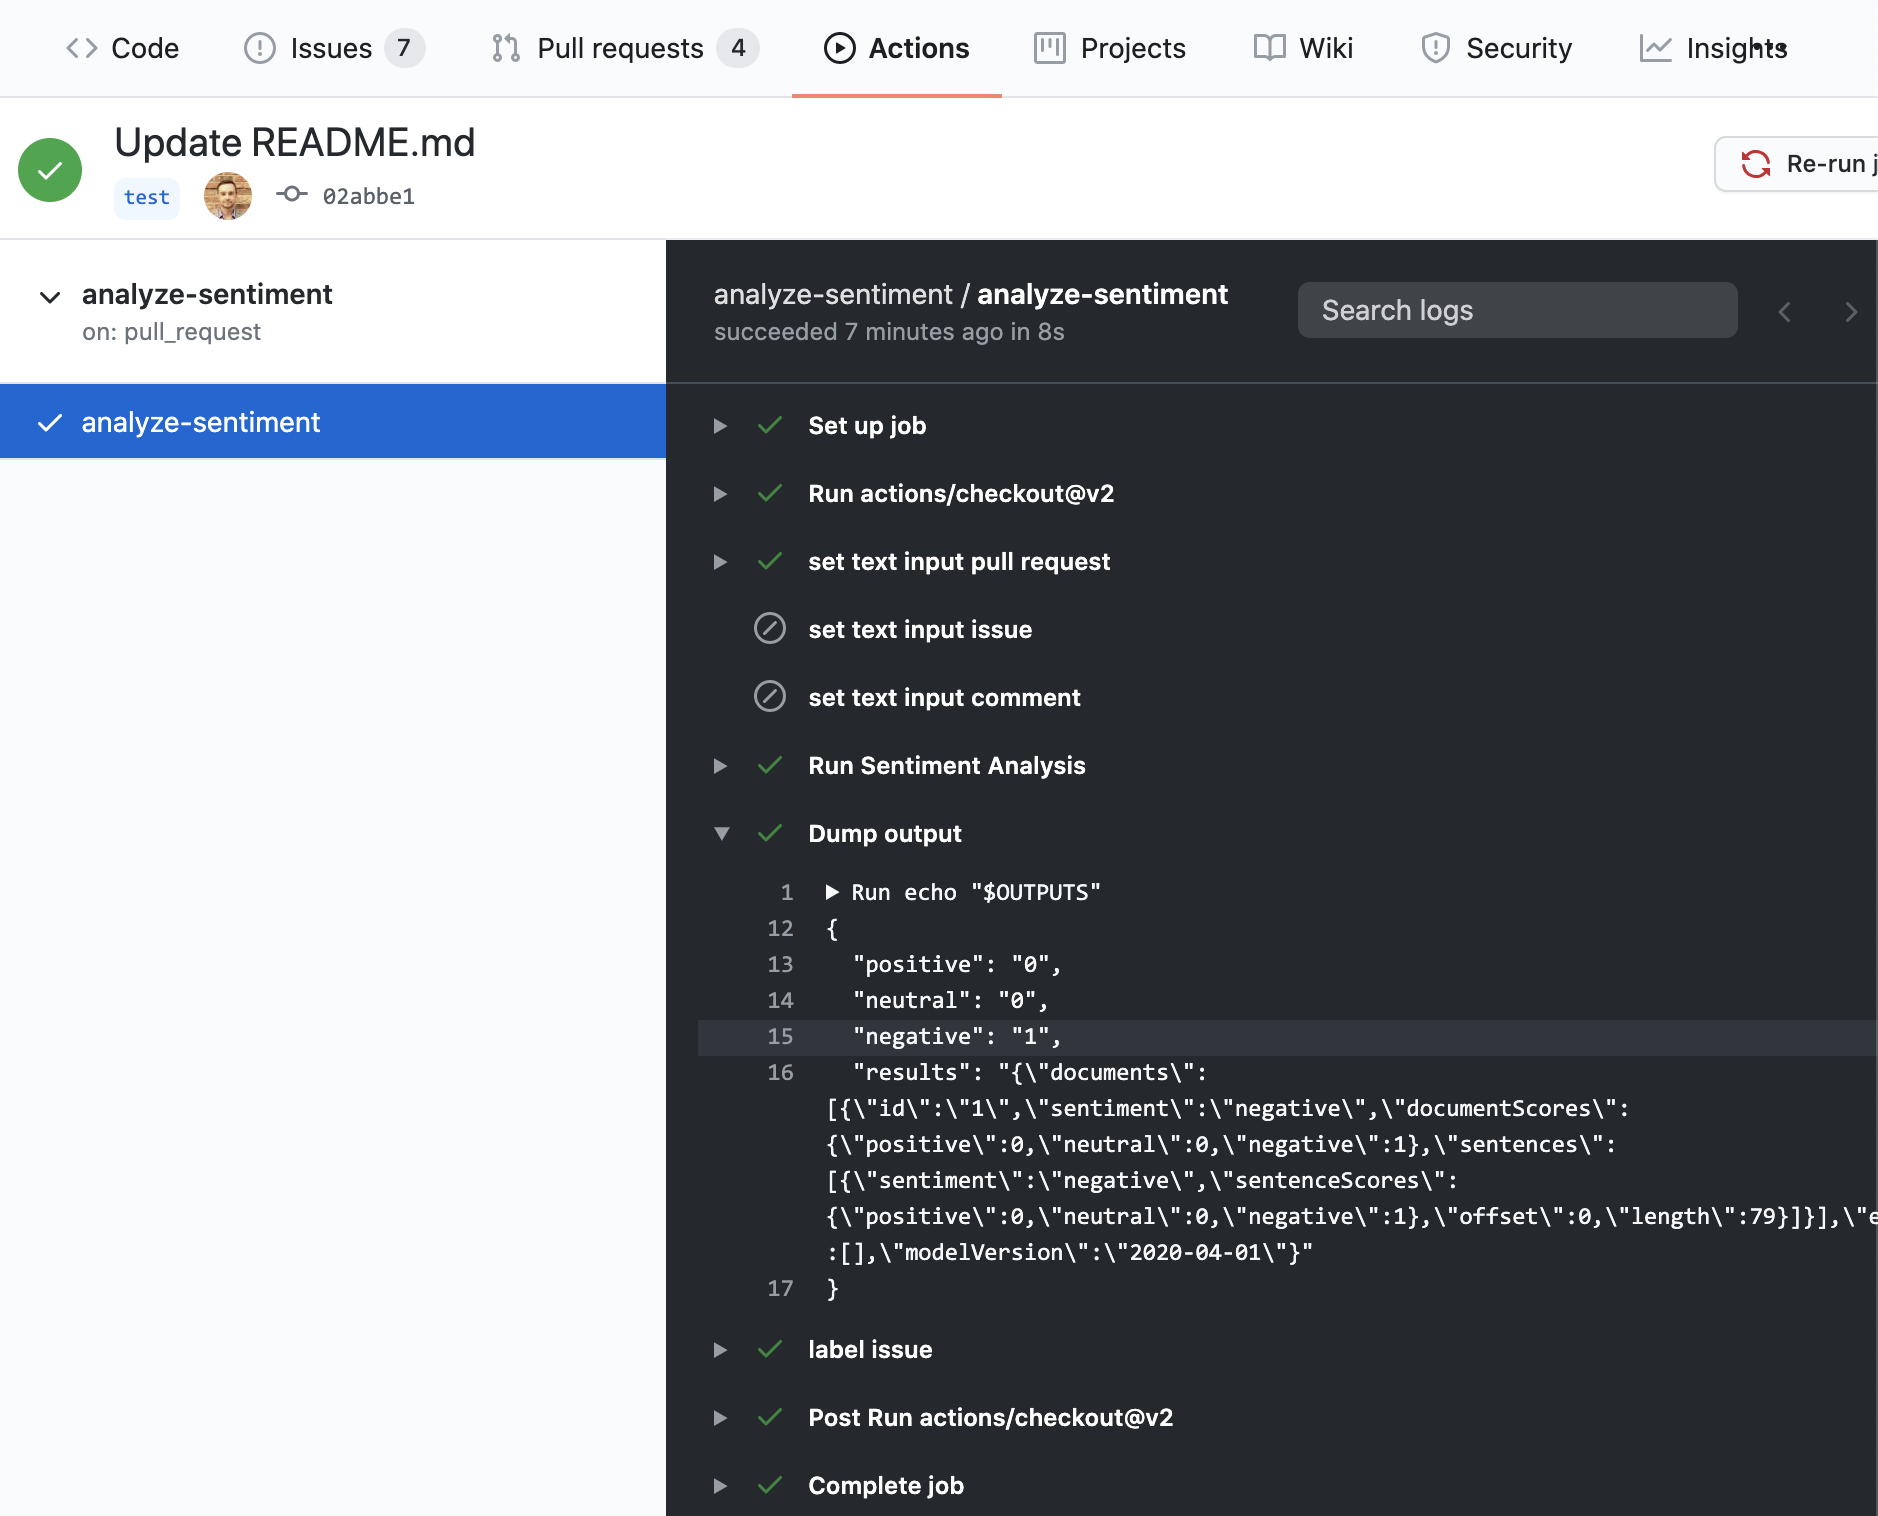 Code Issues 7 Pull requests 4 Actions Projects Wiki Security Insights
Update README.md
test 02abbe1
Re-run j
analyze-sentiment
on: pull_request
analyze-sentiment
analyze-sentiment / analyze-sentiment
succeeded 7 minutes ago in 8s
Search logs
Set up job
Run actions/checkout@v2
set text input pull request
set text input issue
set text input comment
Run Sentiment Analysis
Dump output
1 Run echo "$OUTPUTS"
12 {
13 "positive": "0",
14 "neutral": "0",
15 "negative": "1",
16 "results": "{\"documents\":
[{\"id\":\"1\",\"sentiment\":\"negative\",\"documentScores\":
{\"positive\":0,\"neutral\":0,\"negative\":1},\"sentences\":
[{\"sentiment\":\"negative\",\"sentenceScores\":
{\"positive\":0,\"neutral\":0,\"negative\":1},\"offset\":0,\"length\":79}]}],\"e
:[],\"modelVersion\":\"2020-04-01\"}"
17 }
label issue
Post Run actions/checkout@v2
Complete job